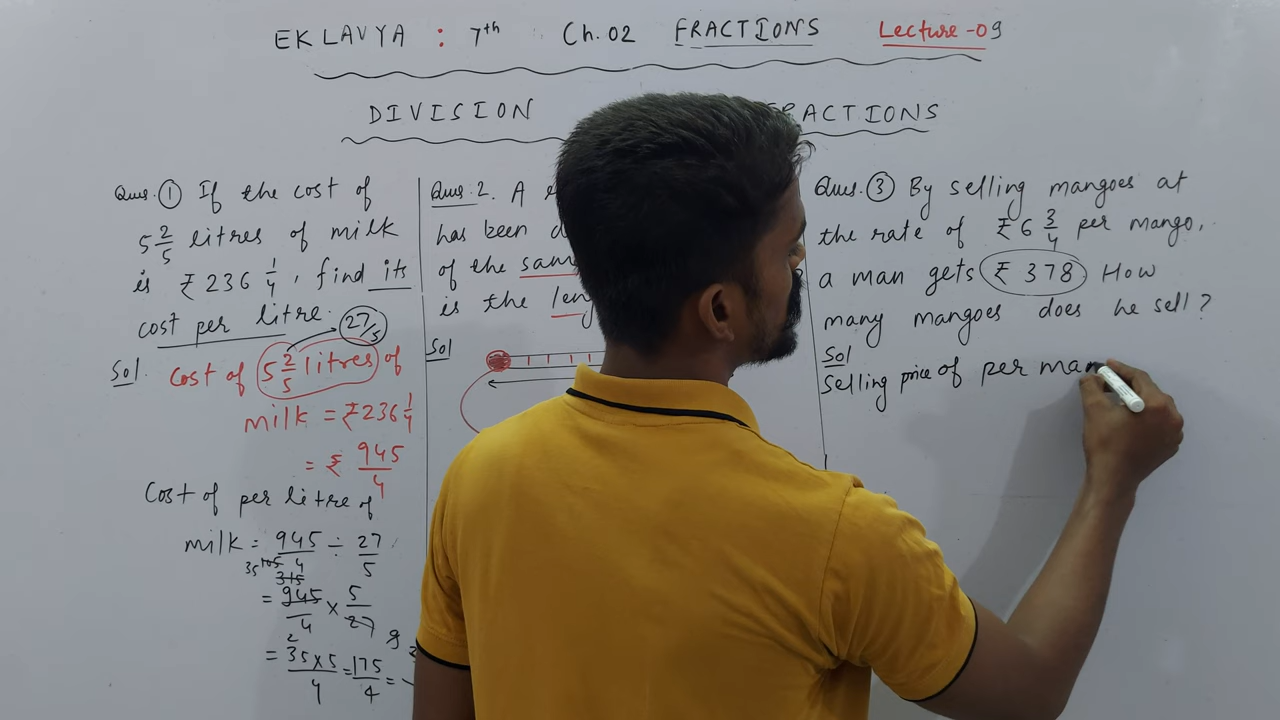 EKLAVYA : 7th Ch.02 FRACTIONS Lecture-09
DIVISION FRACTIONS
Ques. ① If the cost of
5 2/5 litres of milk
is ₹ 236 1/4, find its
cost per litre.
27/5
Sol. Cost of 5 2/5 litres of
milk = ₹236 1/4
= ₹ 945/4
Cost of per litre of
milk = 945/4 ÷ 27/5
35 105
315
= 945/4 × 5/27
9
= 35×5/4 = 175/4 =
Ques. 2. A
has been
of the
is the
Sol
Ques. ③ By selling mangoes at
the rate of ₹6 3/4 per mango,
a man gets ₹ 378 How
many mangoes does he sell?
Sol
Selling price of per man